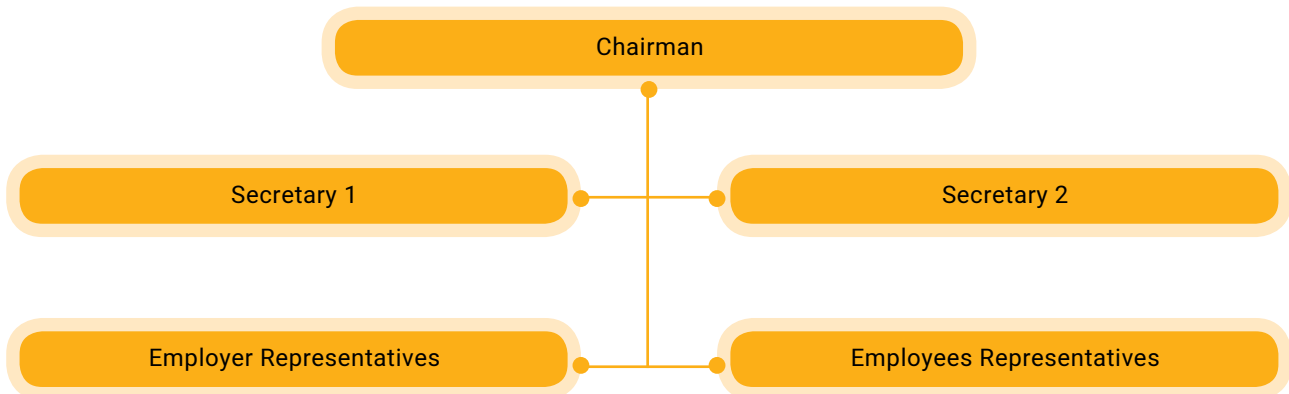 Chairman
Secretary 1
Secretary 2
Employer Representatives
Employees Representatives